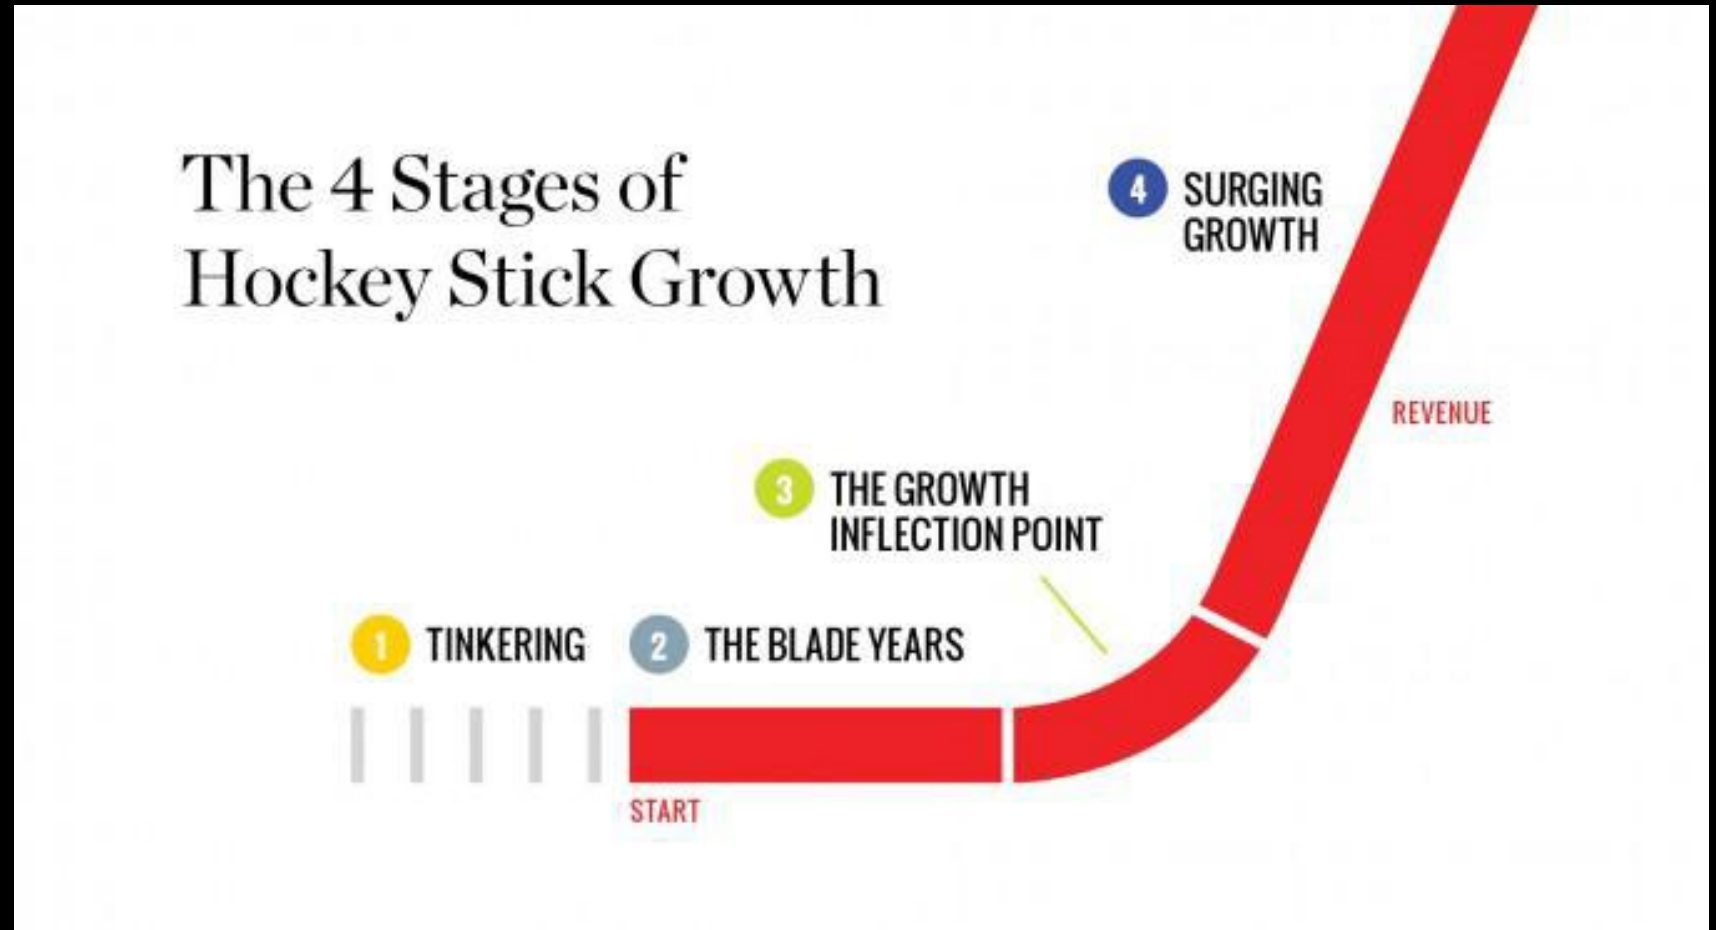 The 4 Stages of
Hockey Stick Growth
4 SURGING
GROWTH
REVENUE
3 THE GROWTH
INFLECTION POINT
1 TINKERING
2 THE BLADE YEARS
START